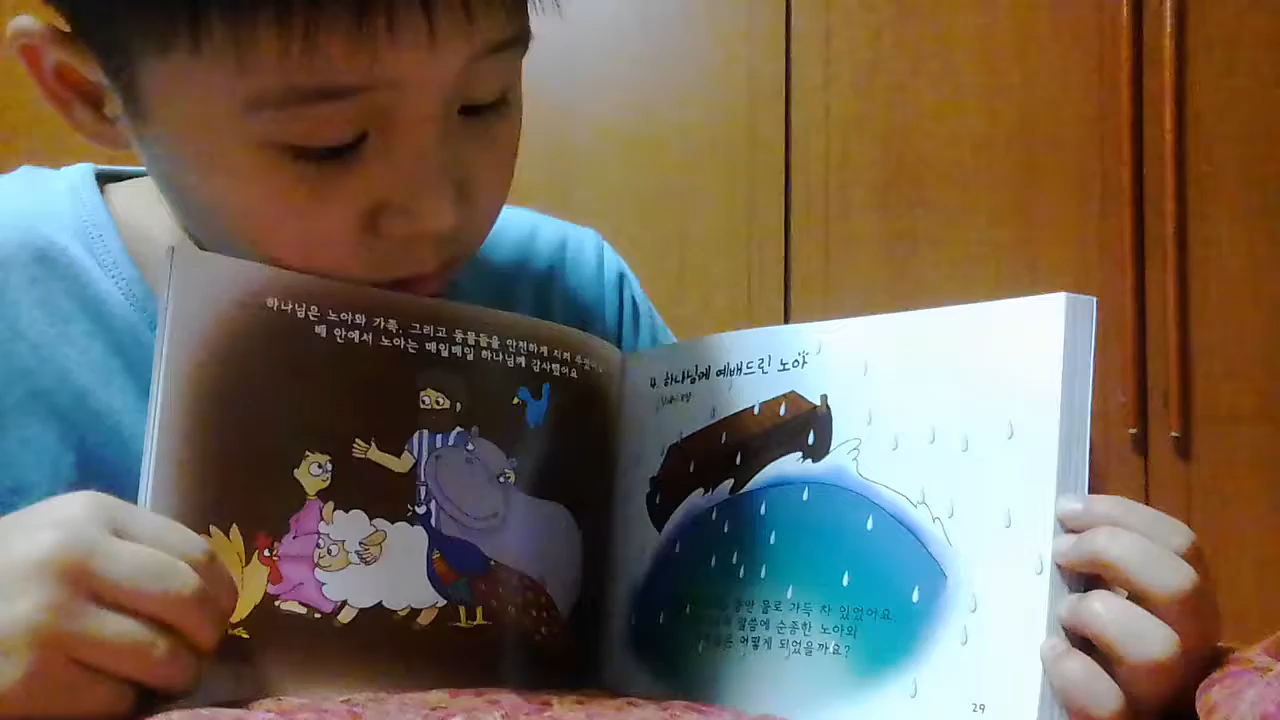 하나님은 노아와 가족, 그리고 동물들을 안전하게 지켜 주셨어요.
배 안에서 노아는 매일매일 하나님께 감사했어요
4. 하나님께 예배드린 노아
동안 물로 가득 차 있었어요.
말씀에 순종한 노아와
어떻게 되었을까요?
29